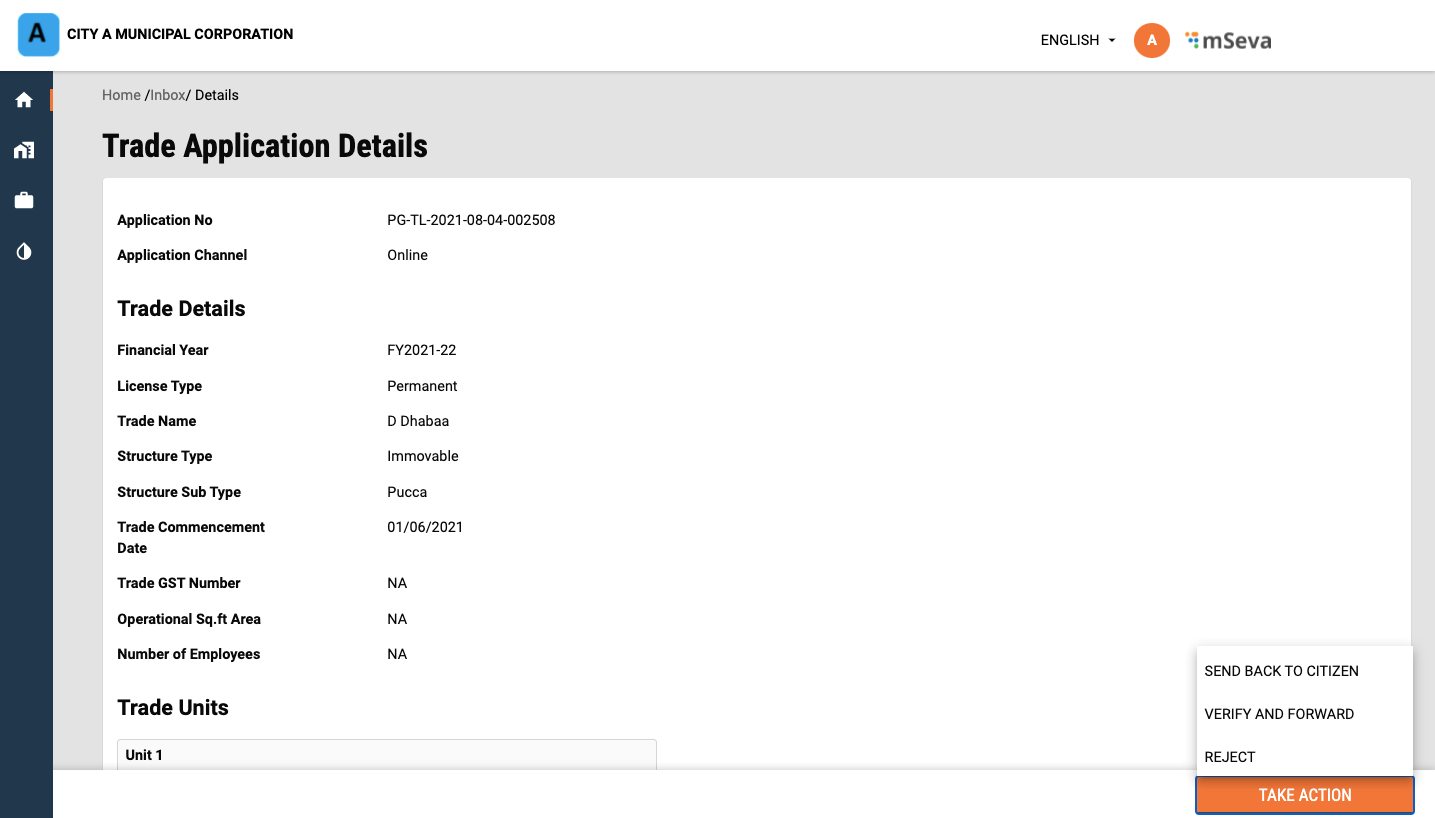 A CITY A MUNICIPAL CORPORATION
ENGLISH A mSeva
Home /Inbox/ Details
Trade Application Details
Application No PG-TL-2021-08-04-002508
Application Channel Online
Trade Details
Financial Year FY2021-22
License Type Permanent
Trade Name D Dhabaa
Structure Type Immovable
Structure Sub Type Pucca
Trade Commencement 01/06/2021
Date
Trade GST Number NA
Operational Sq.ft Area NA
Number of Employees NA
Trade Units
Unit 1
SEND BACK TO CITIZEN
VERIFY AND FORWARD
REJECT
TAKE ACTION